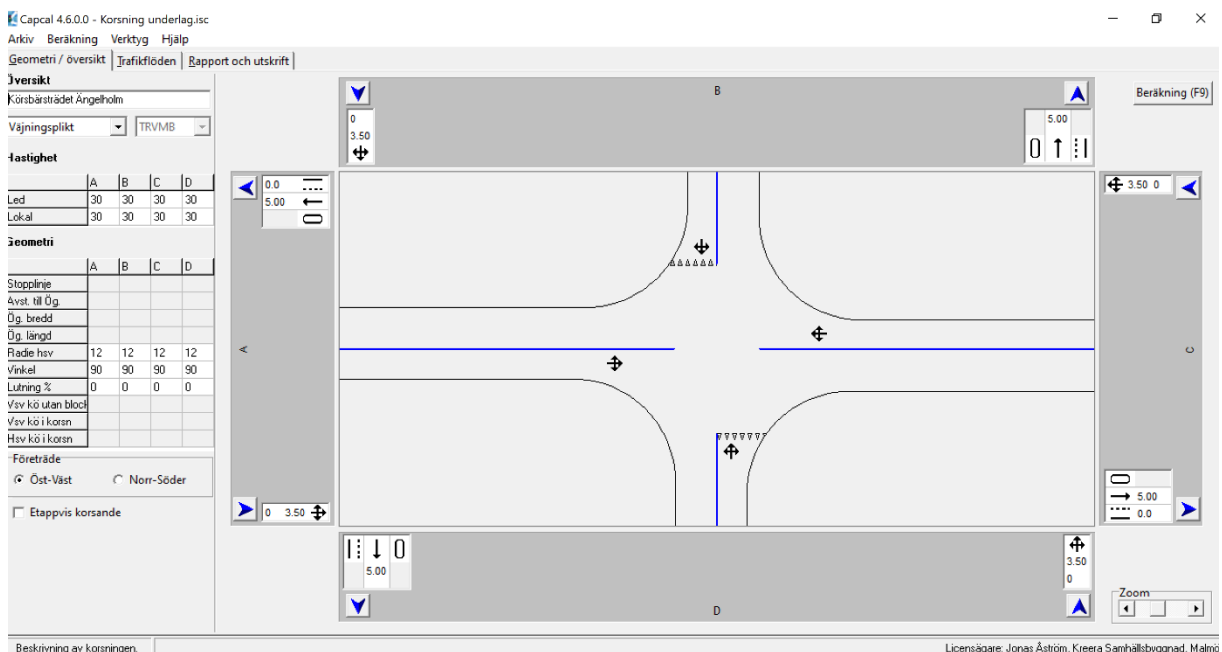 Capcal 4.6.0.0 - Korsning underlag.isc
Arkiv Beräkning Verktyg Hjälp
Geometri / översikt Trafikflöden Rapport och utskrift
Översikt
Körsbärsträdet Ängelholm
Väjningsplikt TRVMB
Hastighet
A B C D
Led 30 30 30 30
Lokal 30 30 30 30
Geometri
A B C D
Stopplinje
Avst. till Ög.
Ög. bredd
Ög. längd
Radie hsv 12 12 12 12
Vinkel 90 90 90 90
Lutning % 0 0 0 0
Vsv kö utan block
Vsv kö i korsn
Hsv kö i korsn
Företräde
Öst-Väst Norr-Söder
Etappvis korsande
B
0
3.50
5.00
Beräkning (F9)
0.0
5.00
3.50 0
A
C
0 3.50
5.00
0.0
5.00
3.50
0
D
Zoom
Beskrivning av korsningen.
Licensägare: Jonas Åström, Kreera Samhällsbyggnad, Malmö